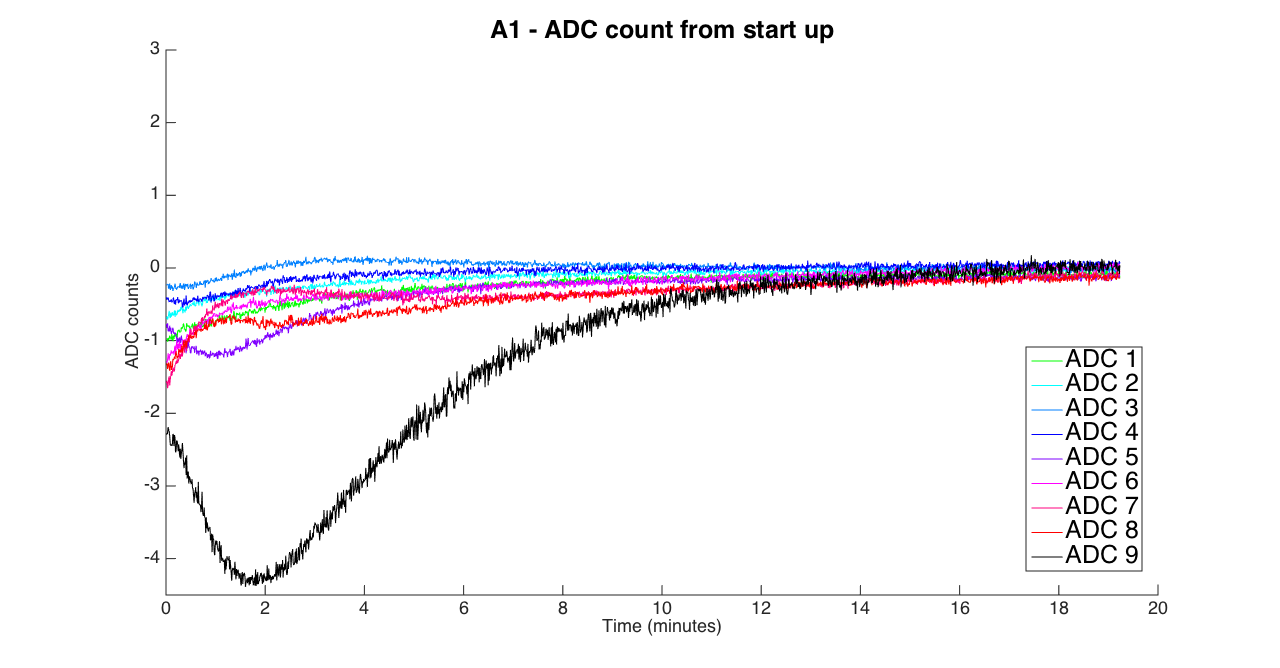 A1 - ADC count from start up
3
2
1
0
-1
-2
-3
-4
ADC counts
0 2 4 6 8 10 12 14 16 18 20
Time (minutes)
ADC 1
ADC 2
ADC 3
ADC 4
ADC 5
ADC 6
ADC 7
ADC 8
ADC 9